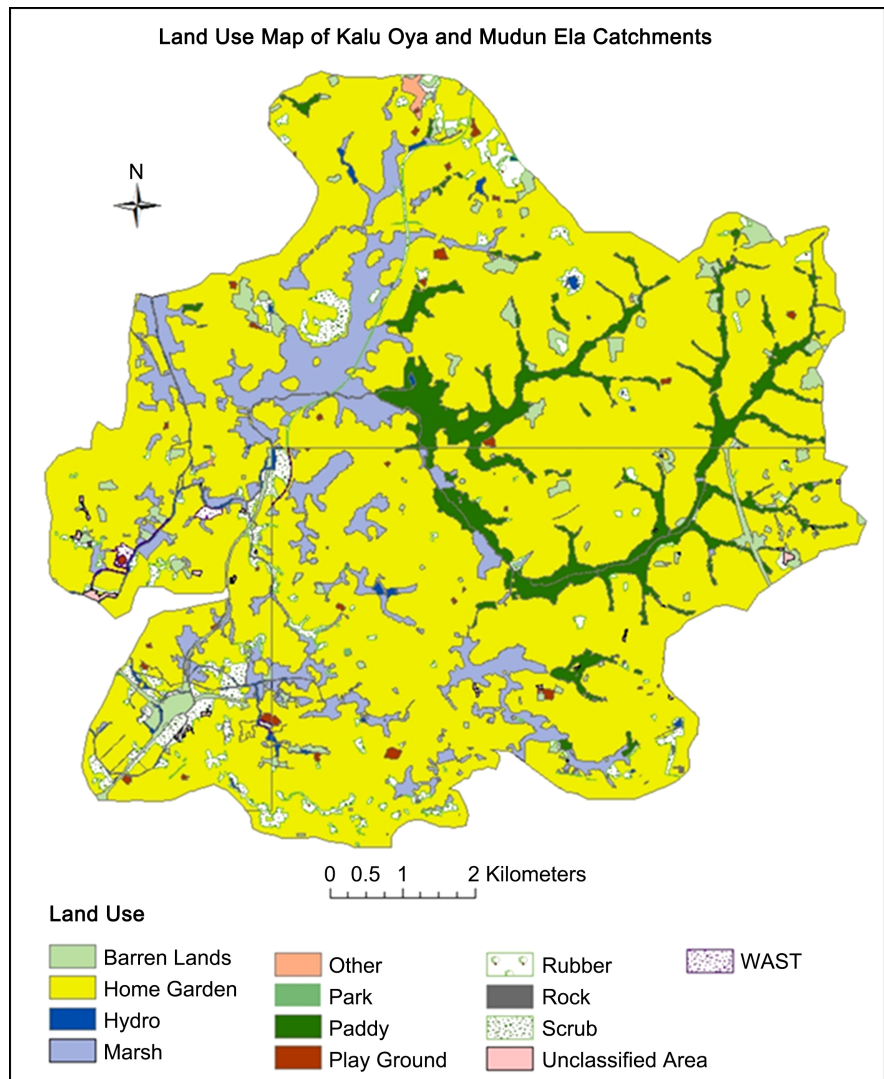 Land Use Map of Kalu Oya and Mudun Ela Catchments
N
0 0.5 1 2 Kilometers
Land Use
Barren Lands
Home Garden
Hydro
Marsh
Other
Park
Paddy
Play Ground
Rubber
Rock
Scrub
Unclassified Area
WAST